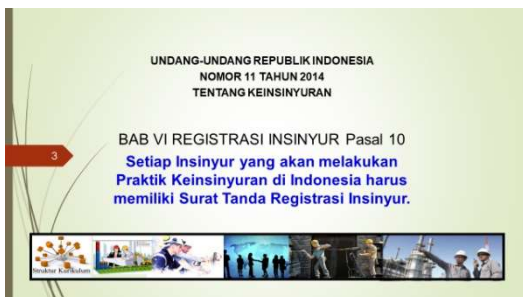 UNDANG-UNDANG REPUBLIK INDONESIA
NOMOR 11 TAHUN 2014
TENTANG KEINSINYURAN
BAB VI REGISTRASI INSINYUR Pasal 10
3
Setiap Insinyur yang akan melakukan
Praktik Keinsinyuran di Indonesia harus
memiliki Surat Tanda Registrasi Insinyur.
Struktur Kurikulum